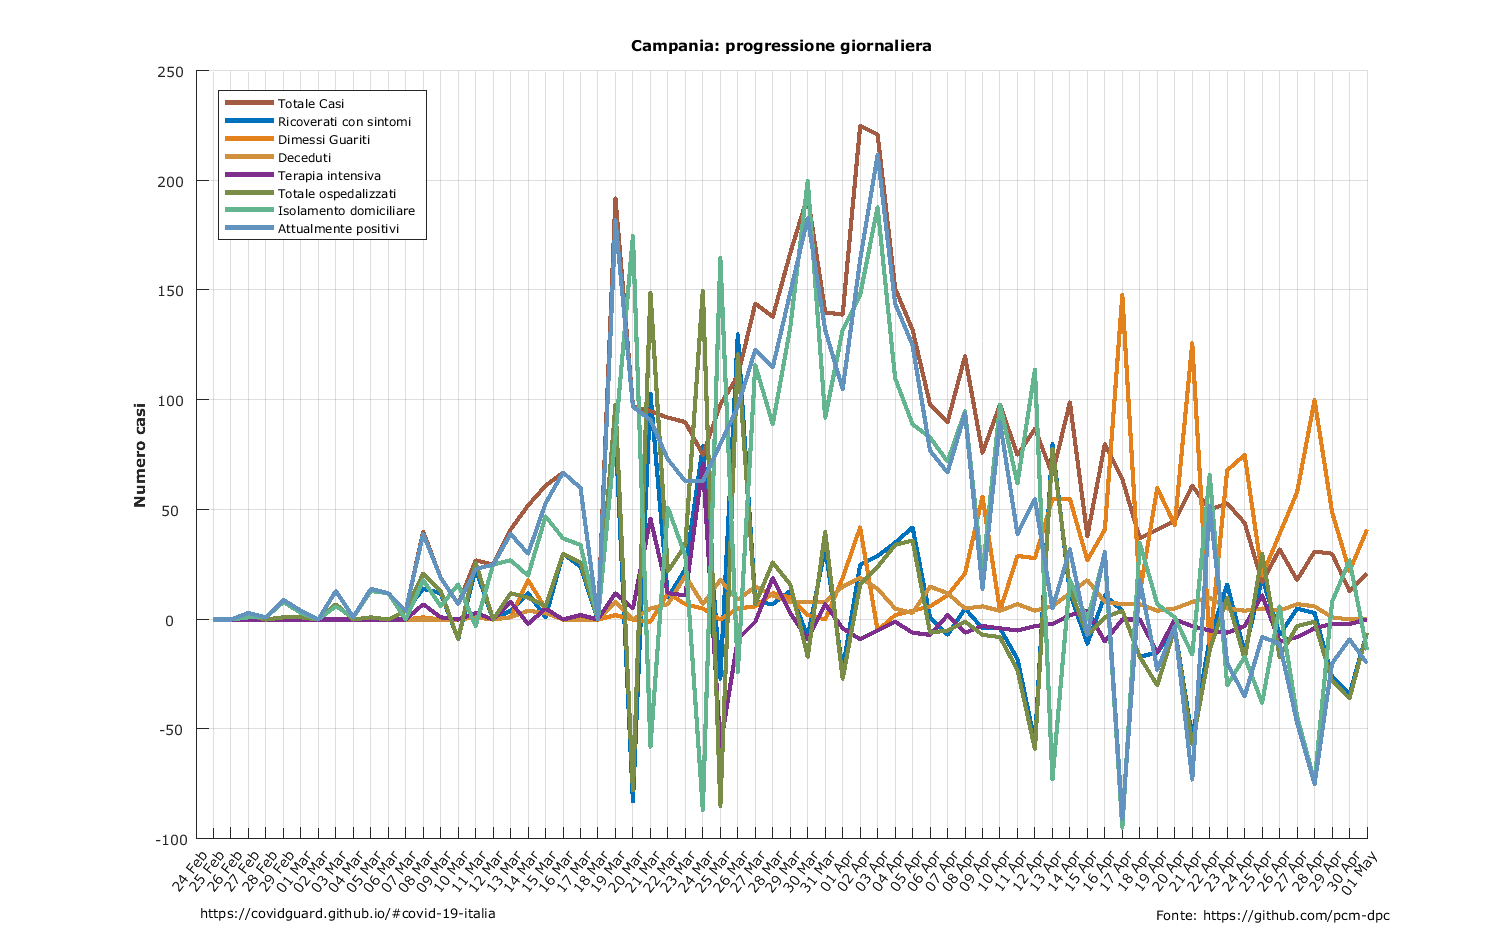 Campania: progressione giornaliera
250
200
150
100
50
0
-50
-100
Numero casi
Totale Casi
Ricoverati con sintomi
Dimessi Guariti
Deceduti
Terapia intensiva
Totale ospedalizzati
Isolamento domiciliare
Attualmente positivi
24 Feb
25 Feb
26 Feb
27 Feb
28 Feb
29 Feb
01 Mar
02 Mar
03 Mar
04 Mar
05 Mar
06 Mar
07 Mar
08 Mar
09 Mar
11 Mar
12 Mar
13 Mar
14 Mar
15 Mar
16 Mar
17 Mar
18 Mar
19 Mar
20 Mar
21 Mar
22 Mar
23 Mar
24 Mar
25 Mar
26 Mar
27 Mar
28 Mar
29 Mar
30 Mar
31 Mar
01 Apr
02 Apr
03 Apr
04 Apr
05 Apr
06 Apr
07 Apr
08 Apr
09 Apr
10 Apr
11 Apr
12 Apr
13 Apr
14 Apr
15 Apr
16 Apr
17 Apr
18 Apr
19 Apr
20 Apr
21 Apr
22 Apr
23 Apr
24 Apr
25 Apr
26 Apr
27 Apr
28 Apr
29 Apr
30 Apr
01 May
https://covidguard.github.io/#covid-19-italia
Fonte: https://github.com/pcm-dpc